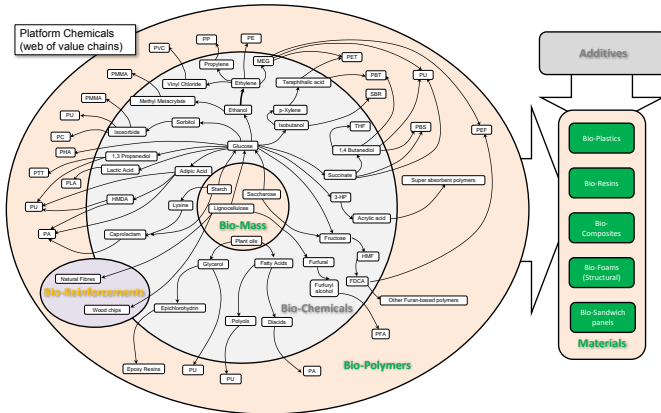 Platform Chemicals
(web of value chains)
Additives
PP
PE
PVC
Propylene
MEG
PET
PMMA
Vinyl Chloride
Ethylene
Teraphthalic acid
PBT
PU
PMMA
Methyl Metacrylate
SBR
Ethanol
p-Xylene
PU
Sorbitol
Isosorbide
Isobutanol
THF
PBS
PEF
PC
Glucose
PHA
1,3 Propanediol
1,4 Butanediol
PTT
Lactic Acid
Adipic Acid
Succinate
PLA
Starch
Super absorbent polymers
HMDA
Saccharose
3-HP
PU
Lysine
Lignocellulose
Acrylic acid
PA
Bio-Mass
Caprolactam
Plant oils
Fructose
HMF
Glycerol
Fatty Acids
Furfural
Natural Fibres
FDCA
Bio-Reinforcements
Furfuryl
alcohol
Other Furan-based polymers
Wood chips
Epichlorohydrin
Bio-Chemicals
Polyols
Diacids
PFA
Bio-Polymers
Epoxy Resins
PU
PU
PA
Bio-Plastics
Bio-Resins
Bio-
Composites
Bio-Foams
(Structural)
Bio-Sandwich
panels
Materials